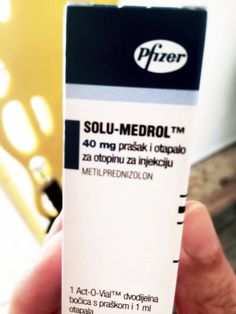 Pfizer
SOLU-MEDROL™
40 mg prašak i otapalo
za otopinu za injekciju
METILPREDNIZOLON
1 Act-O-Vial™ dvodijelna
bočica s praškom i 1 ml
otapala